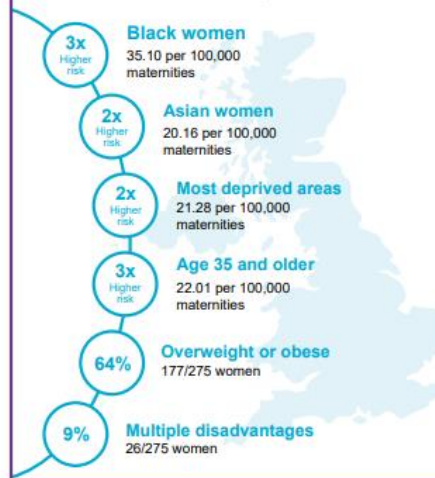 3x
Higher
risk
Black women
35.10 per 100,000
maternities
2x
Higher
risk
Asian women
20.16 per 100,000
maternities
2x
Higher
risk
Most deprived areas
21.28 per 100,000
maternities
3x
Higher
risk
Age 35 and older
22.01 per 100,000
maternities
64%
Overweight or obese
177/275 women
9%
Multiple disadvantages
26/275 women